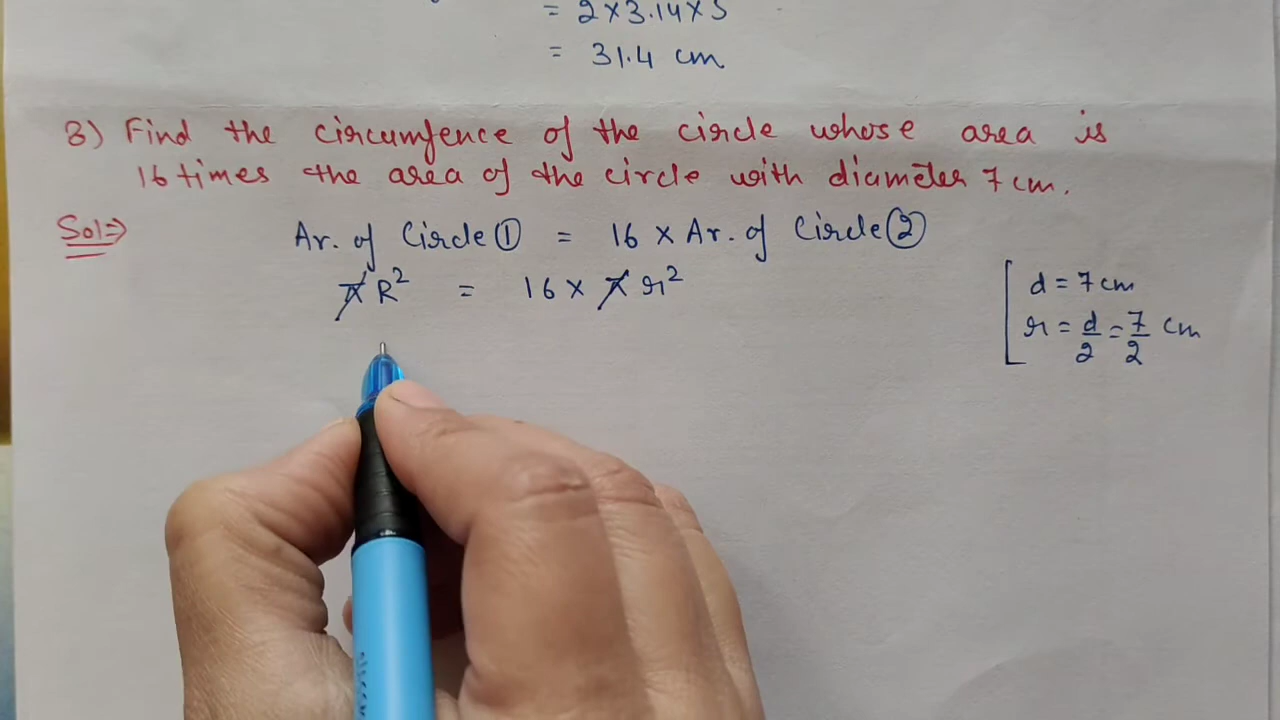 = 2×3.14×5
= 31.4 cm
3) Find the circumfence of the circle whose area is
16 times the area of the circle with diameter 7 cm.
Sol:⇒
Ar. of Circle ① = 16 × Ar. of Circle ②
πR² = 16 × πr²
d = 7 cm
r = d/2 = 7/2 cm